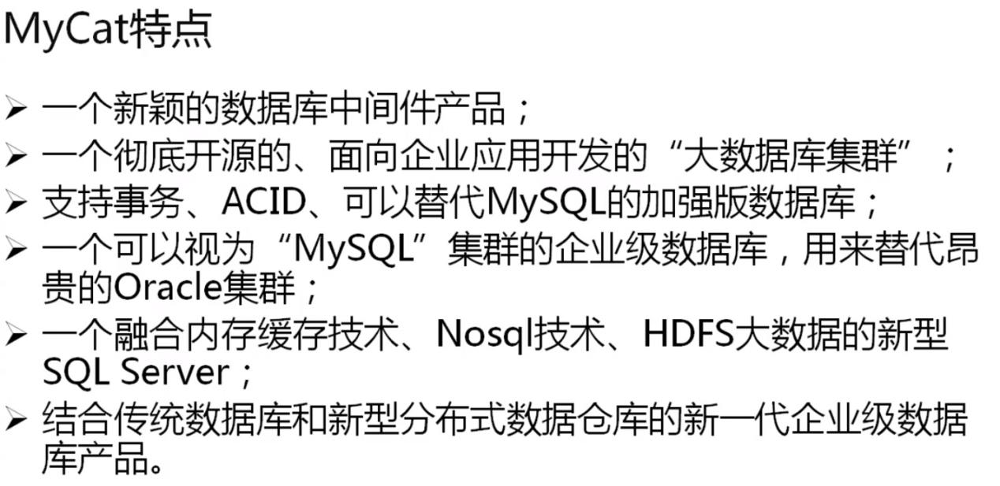 MyCat特点
➢ 一个新颖的数据库中间件产品；
➢ 一个彻底开源的、面向企业应用开发的“大数据库集群” ；
➢ 支持事务、ACID、可以替代MySQL的加强版数据库；
➢ 一个可以视为“MySQL”集群的企业级数据库，用来替代昂
贵的Oracle集群；
➢ 一个融合内存缓存技术、Nosql技术、HDFS大数据的新型
SQL Server；
➢ 结合传统数据库和新型分布式数据仓库的新一代企业级数据
库产品。